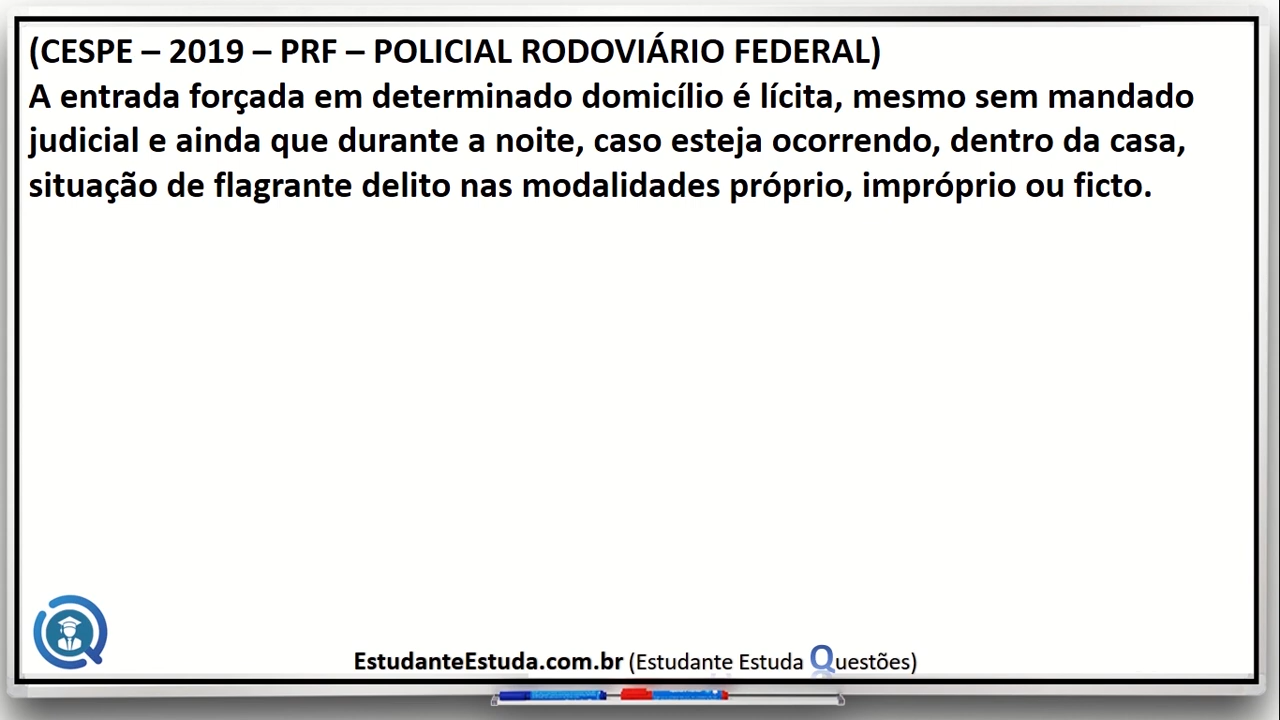 (CESPE – 2019 – PRF – POLICIAL RODOVIÁRIO FEDERAL)
A entrada forçada em determinado domicílio é lícita, mesmo sem mandado
judicial e ainda que durante a noite, caso esteja ocorrendo, dentro da casa,
situação de flagrante delito nas modalidades próprio, impróprio ou ficto.
EstudanteEstuda.com.br (Estudante Estuda Questões)